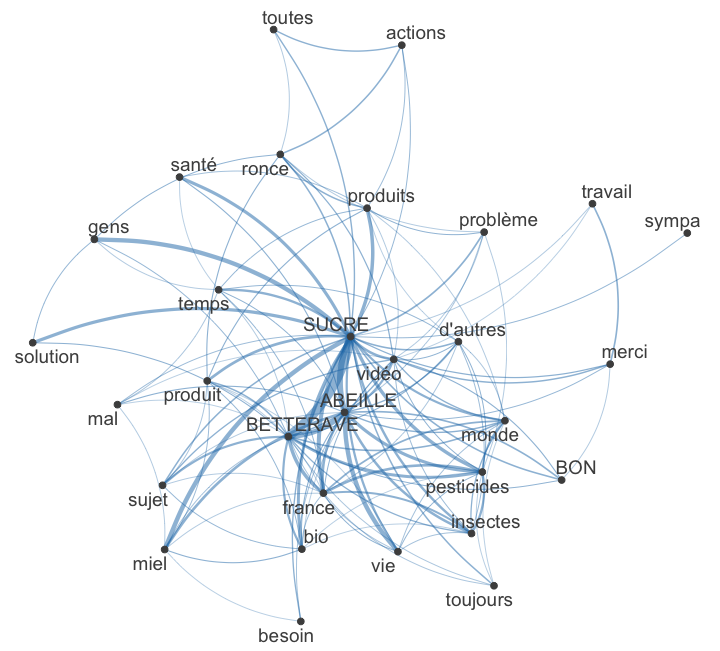 toutes
actions
santé
ronce
produits
travail
problème
sympa
gens
temps
SUCRE
d'autres
solution
vidéo
merci
produit
ABEILLE
mal
BETTERAVE
monde
BON
sujet
pesticides
france
insectes
bio
miel
vie
toujours
besoin